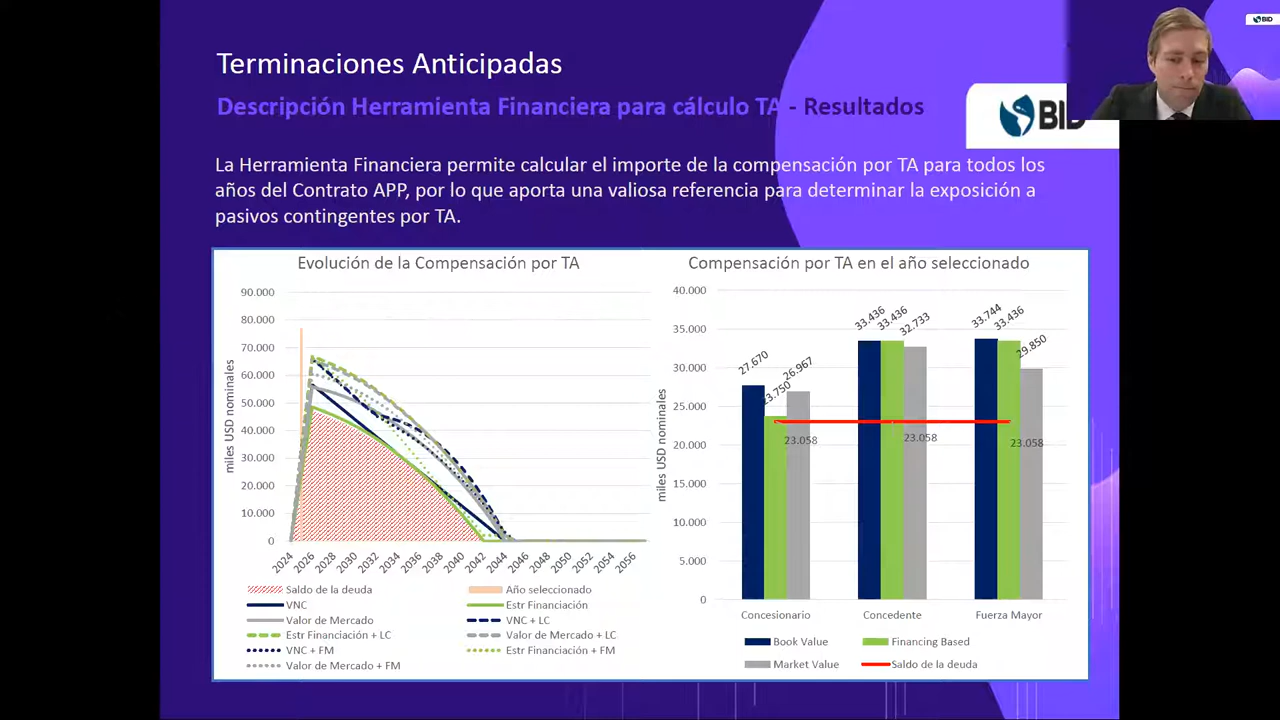 Terminaciones Anticipadas
Descripción Herramienta Financiera para cálculo TA - Resultados
BID
BID
La Herramienta Financiera permite calcular el importe de la compensación por TA para todos los
años del Contrato APP, por lo que aporta una valiosa referencia para determinar la exposición a
pasivos contingentes por TA.
Evolución de la Compensación por TA
miles USD nominales
90.000
80.000
70.000
60.000
50.000
40.000
30.000
20.000
10.000
0
2024 2026 2028 2030 2032 2034 2036 2038 2040 2042 2044 2046 2048 2050 2052 2054 2056
Saldo de la deuda
Año seleccionado
VNC
Estr Financiación
Valor de Mercado
VNC + LC
Estr Financiación + LC
Valor de Mercado + LC
VNC + FM
Estr Financiación + FM
Valor de Mercado + FM
Compensación por TA en el año seleccionado
miles USD nominales
40.000
35.000
30.000
25.000
20.000
15.000
10.000
5.000
0
27.670 23.750 26.967
33.436 33.436 32.733
33.744 33.436 29.850
23.058 23.058 23.058
Concesionario Concedente Fuerza Mayor
Book Value
Financing Based
Market Value
Saldo de la deuda